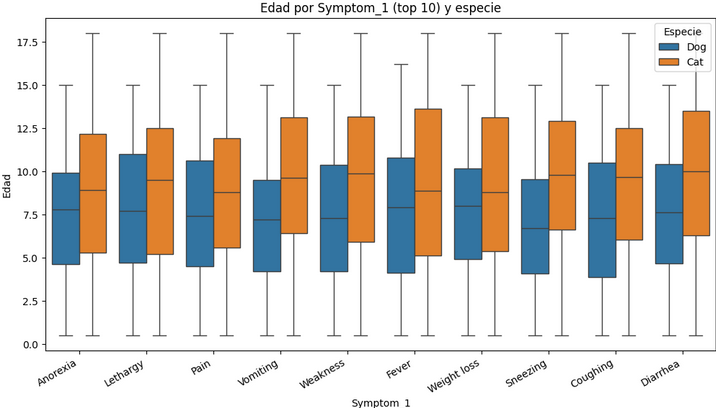 Edad por Symptom_1 (top 10) y especie
Especie
Dog
Cat
Edad
17.5
15.0
12.5
10.0
7.5
5.0
2.5
0.0
Anorexia
Lethargy
Pain
Vomiting
Weakness
Fever
Weight loss
Sneezing
Coughing
Diarrhea
Symptom_1